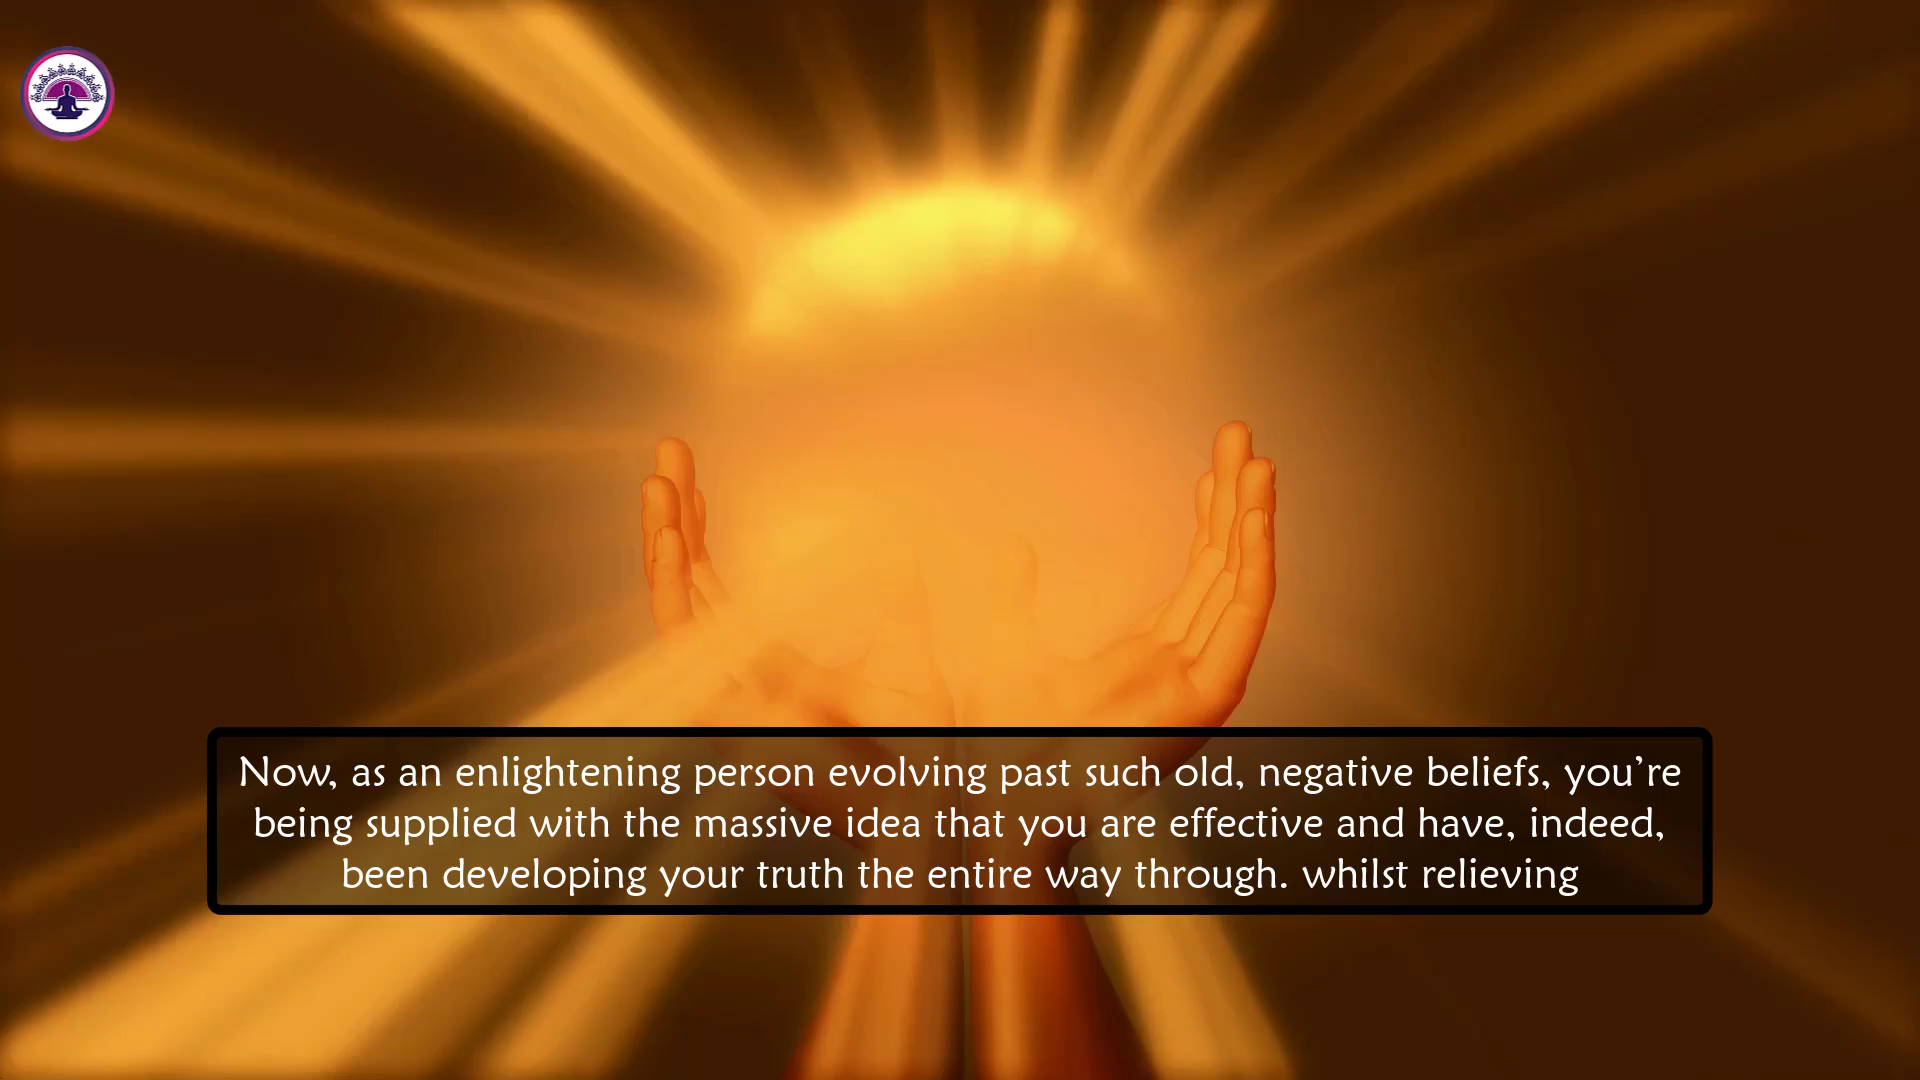 Now, as an enlightening person evolving past such old, negative beliefs, you're
being supplied with the massive idea that you are effective and have, indeed,
been developing your truth the entire way through. whilst relieving